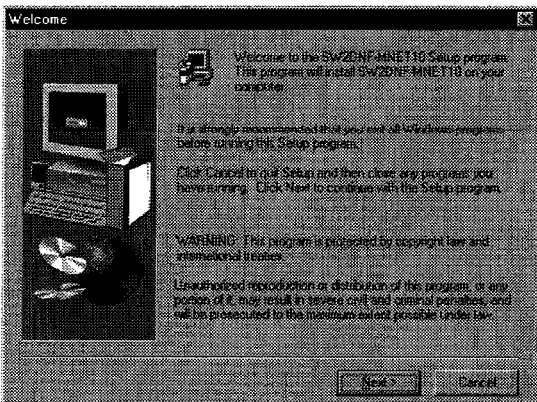 Welcome
Welcome to the SW2DNF-MNET10 Setup program.
This program will install SW2DNF-MNET10 on your
computer.
It is strongly recommended that you exit all Windows programs
before running this Setup program.
Click Cancel to quit Setup and then close any programs you
have running. Click Next to continue with the Setup program.
WARNING: This program is protected by copyright law and
international treaties.
Unauthorized reproduction or distribution of this program, or any
portion of it, may result in severe civil and criminal penalties, and
will be prosecuted to the maximum extent possible under law.
Next >
Cancel